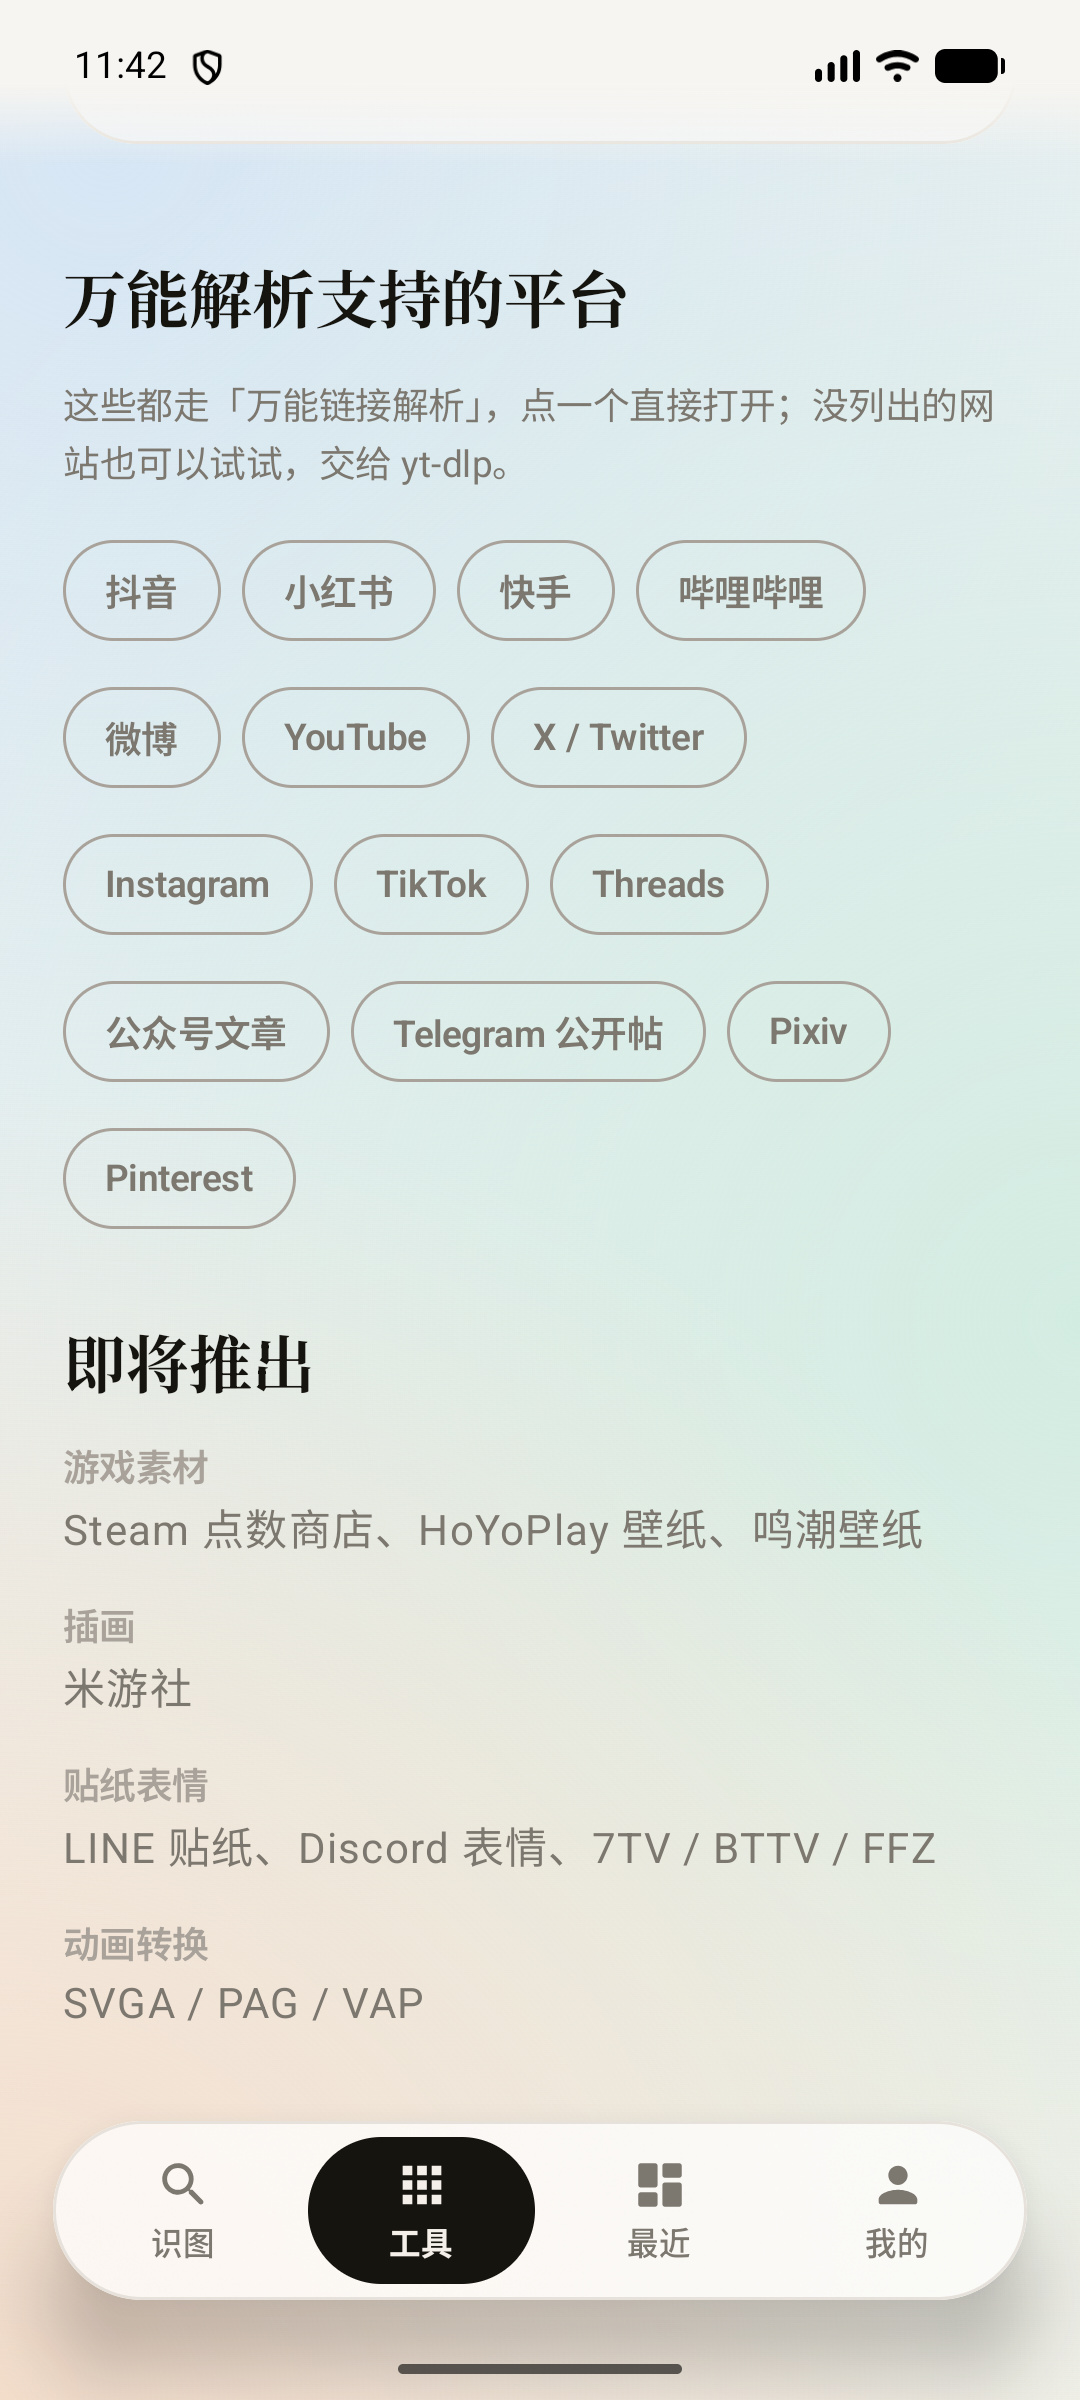 11:42
万能解析支持的平台
这些都走「万能链接解析」，点一个直接打开；没列出的网
站也可以试试，交给 yt-dlp。
抖音 小红书 快手 哔哩哔哩
微博 YouTube X / Twitter
Instagram TikTok Threads
公众号文章 Telegram 公开帖 Pixiv
Pinterest
即将推出
游戏素材
Steam 点数商店、HoYoPlay 壁纸、鸣潮壁纸
插画
米游社
贴纸表情
LINE 贴纸、Discord 表情、7TV / BTTV / FFZ
动画转换
SVGA / PAG / VAP
识图 工具 最近 我的